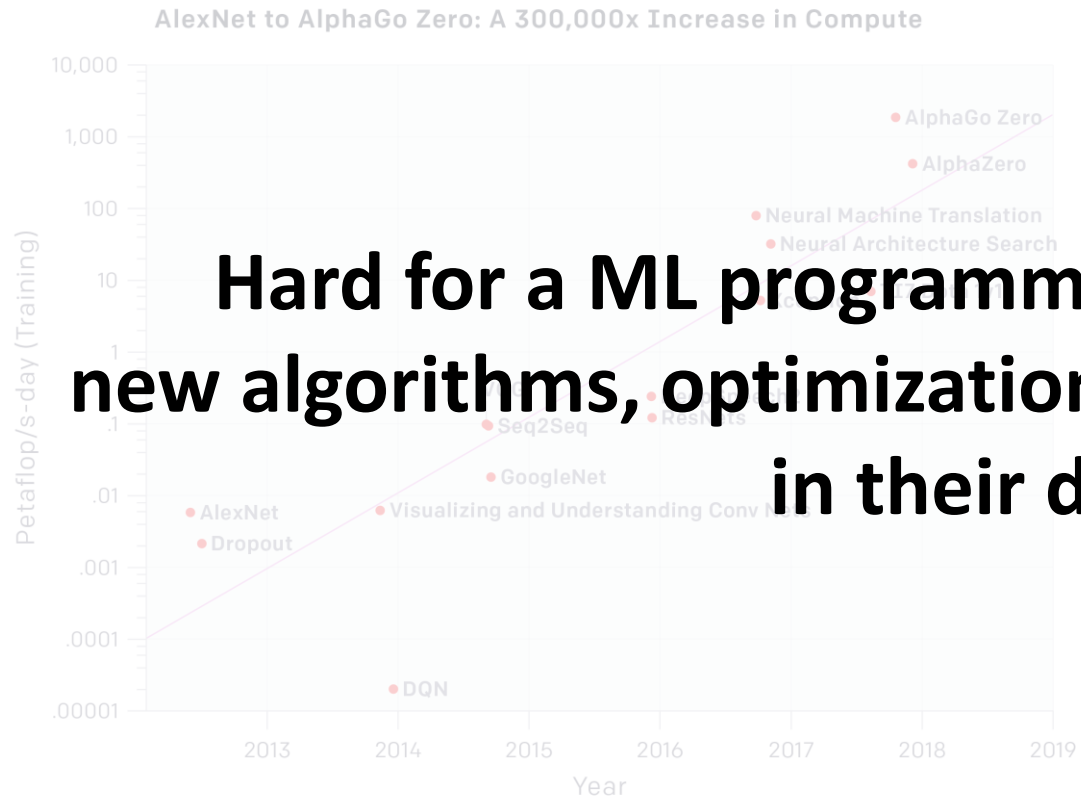 AlexNet to AlphaGo Zero: A 300,000x Increase in Compute
10,000
1,000
100
10
1
.1
.01
.001
.0001
.00001
Petaflop/s-day (Training)
AlphaGo Zero
AlphaZero
Neural Machine Translation
Neural Architecture Search
Hard for a ML programm
new algorithms, optimization
ResNets
Seq2Seq
in their d
GoogleNet
Visualizing and Understanding Conv Nets
AlexNet
Dropout
DQN
2013 2014 2015 2016 2017 2018 2019
Year